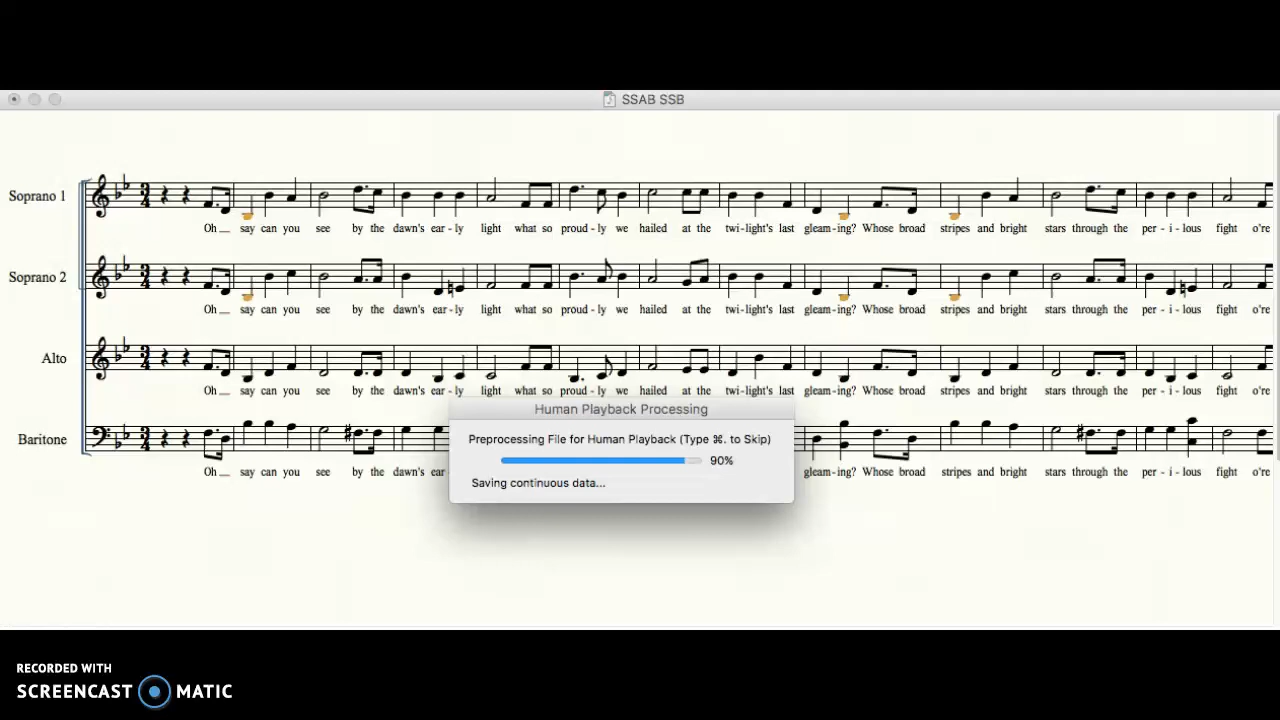 SSAB SSB
Soprano 1
Oh__ say can you see by the dawn's ear - ly light what so proud - ly we hailed at the twi-light's last gleam-ing? Whose broad stripes and bright stars through the per - i - lous fight o're
Soprano 2
Oh__ say can you see by the dawn's ear - ly light what so proud - ly we hailed at the twi-light's last gleam-ing? Whose broad stripes and bright stars through the per - i - lous fight o're
Alto
Oh__ say can you see by the dawn's ear - ly light what so proud - ly we hailed at the twi-light's last gleam-ing? Whose broad stripes and bright stars through the per - i - lous fight o're
Human Playback Processing
Preprocessing File for Human Playback (Type ⌘. to Skip)
90%
Saving continuous data...
Baritone
Oh__ say can you see by the dawn's ear gleam-ing? Whose broad stripes and bright stars through the per - i - lous fight o're
RECORDED WITH
SCREENCAST MATIC